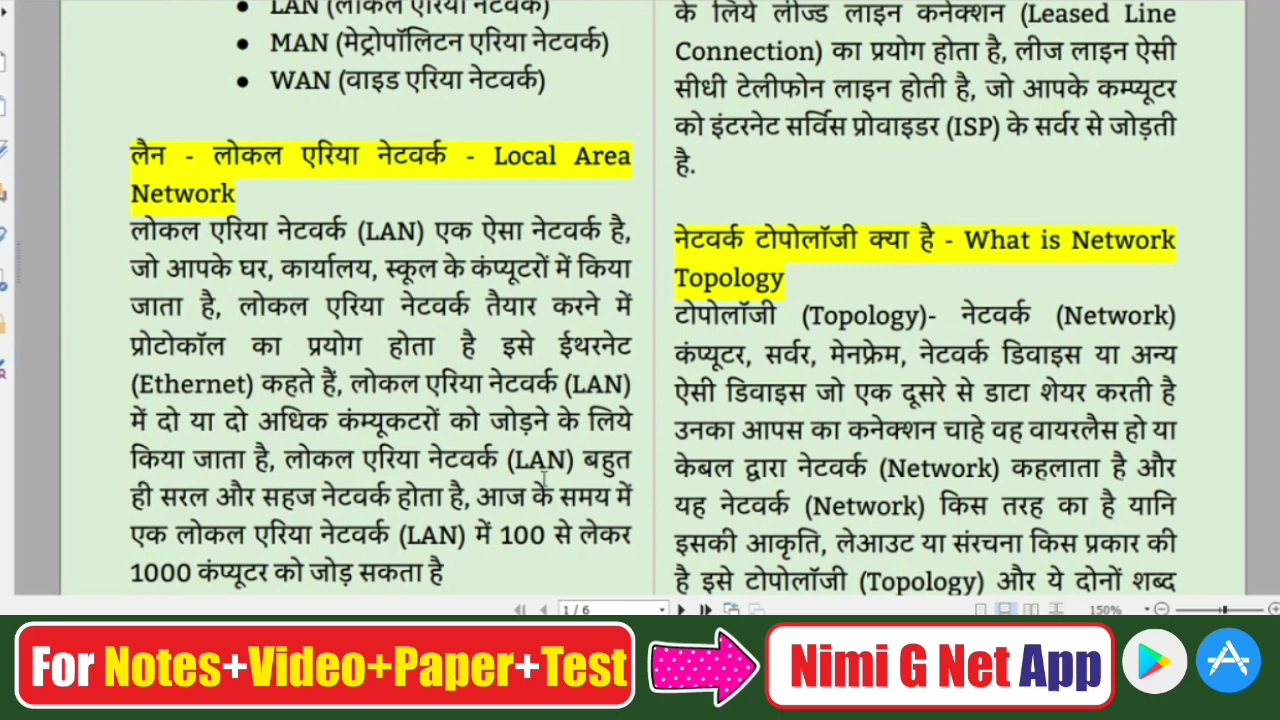 ● LAN (लोकल एरिया नेटवर्क)
● MAN (मेट्रोपॉलिटन एरिया नेटवर्क)
● WAN (वाइड एरिया नेटवर्क)
लैन - लोकल एरिया नेटवर्क - Local Area
Network
लोकल एरिया नेटवर्क (LAN) एक ऐसा नेटवर्क है,
जो आपके घर, कार्यालय, स्कूल के कंप्यूटरों में किया
जाता है, लोकल एरिया नेटवर्क तैयार करने में
प्रोटोकॉल का प्रयोग होता है इसे ईथरनेट
(Ethernet) कहते हैं, लोकल एरिया नेटवर्क (LAN)
में दो या दो अधिक कंम्यूकटरों को जोड़ने के लिये
किया जाता है, लोकल एरिया नेटवर्क (LAN) बहुत
ही सरल और सहज नेटवर्क होता है, आज के समय में
एक लोकल एरिया नेटवर्क (LAN) में 100 से लेकर
1000 कंप्यूटर को जोड़ सकता है
के लिये लीज्ड लाइन कनेक्शन (Leased Line
Connection) का प्रयोग होता है, लीज लाइन ऐसी
सीधी टेलीफोन लाइन होती है, जो आपके कम्प्यूटर
को इंटरनेट सर्विस प्रोवाइडर (ISP) के सर्वर से जोड़ती
है.
नेटवर्क टोपोलॉजी क्या है - What is Network
Topology
टोपोलॉजी (Topology)- नेटवर्क (Network)
कंप्यूटर, सर्वर, मेनफ्रेम, नेटवर्क डिवाइस या अन्य
ऐसी डिवाइस जो एक दूसरे से डाटा शेयर करती है
उनका आपस का कनेक्शन चाहे वह वायरलैस हो या
केबल द्वारा नेटवर्क (Network) कहलाता है और
यह नेटवर्क (Network) किस तरह का है यानि
इसकी आकृति, लेआउट या संरचना किस प्रकार की
है इसे टोपोलॉजी (Topology) और ये दोनों शब्द
1 / 6
150%
For Notes+Video+Paper+Test
Nimi G Net App